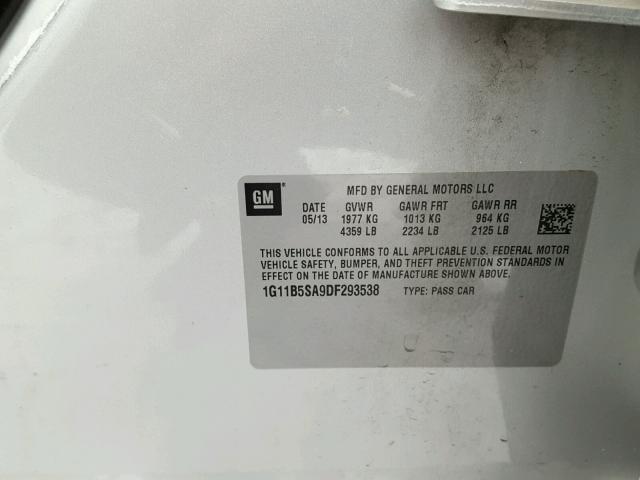 GM
MFD BY GENERAL MOTORS LLC
DATE GVWR GAWR FRT GAWR RR
05/13 1977 KG 1013 KG 964 KG
4359 LB 2234 LB 2125 LB
THIS VEHICLE CONFORMS TO ALL APPLICABLE U.S. FEDERAL MOTOR
VEHICLE SAFETY, BUMPER, AND THEFT PREVENTION STANDARDS IN
EFFECT ON THE DATE OF MANUFACTURE SHOWN ABOVE.
1G11B5SA9DF293538 TYPE: PASS CAR